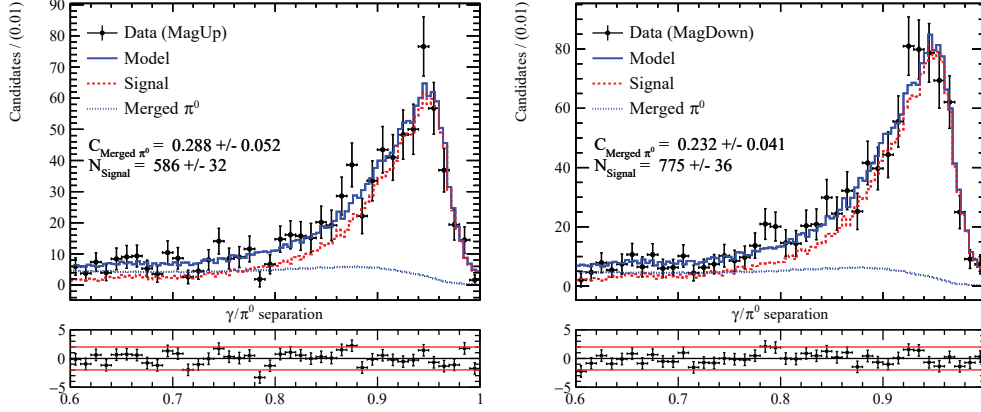 Candidates / (0.01)
90
80
70
60
50
40
30
20
10
0
Data (MagUp)
Model
Signal
Merged π⁰
C_Merged π⁰ = 0.288 +/- 0.052
N_Signal = 586 +/- 32
γ/π⁰ separation
5
0
−5
0.6 0.7 0.8 0.9 1
Candidates / (0.01)
80
60
40
20
0
Data (MagDown)
Model
Signal
Merged π⁰
C_Merged π⁰ = 0.232 +/- 0.041
N_Signal = 775 +/- 36
γ/π⁰ separation
5
0
−5
0.6 0.7 0.8 0.9